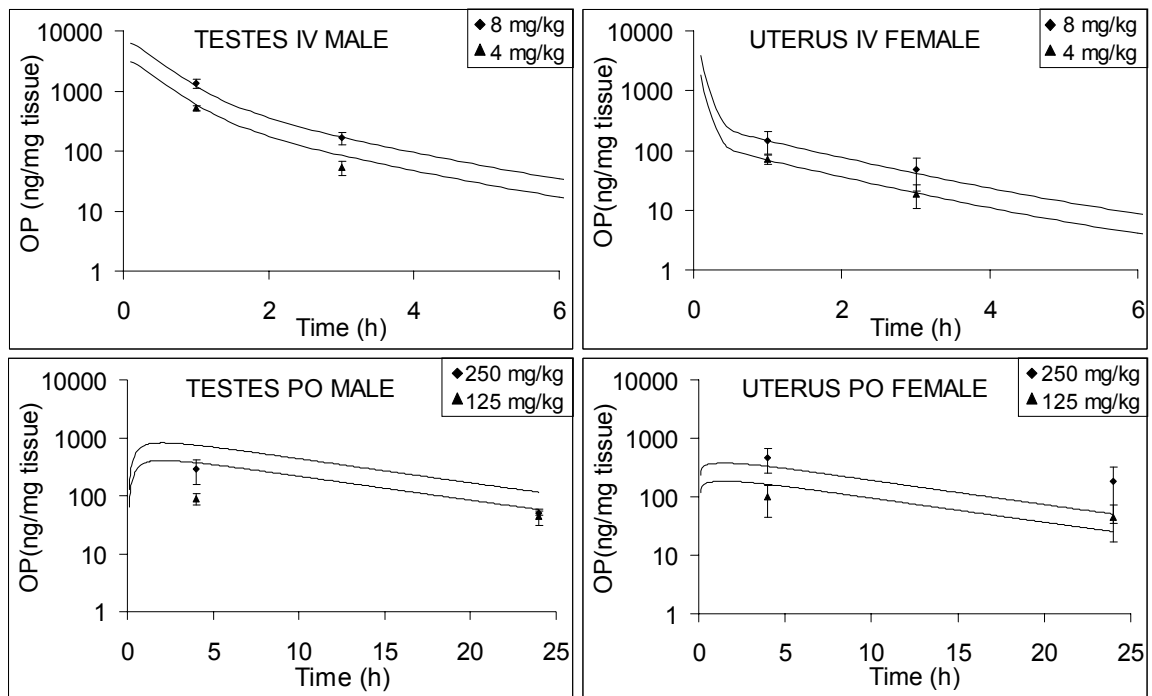 TESTES IV MALE
8 mg/kg
4 mg/kg
OP (ng/mg tissue)
10000
1000
100
10
1
0 2 4 6
Time (h)
UTERUS IV FEMALE
8 mg/kg
4 mg/kg
OP(ng/mg tissue)
10000
1000
100
10
1
0 2 4 6
Time (h)
TESTES PO MALE
250 mg/kg
125 mg/kg
OP(ng/mg tissue)
10000
1000
100
10
1
0 5 10 15 20 25
Time (h)
UTERUS PO FEMALE
250 mg/kg
125 mg/kg
OP(ng/mg tissue)
10000
1000
100
10
1
0 5 10 15 20 25
Time (h)